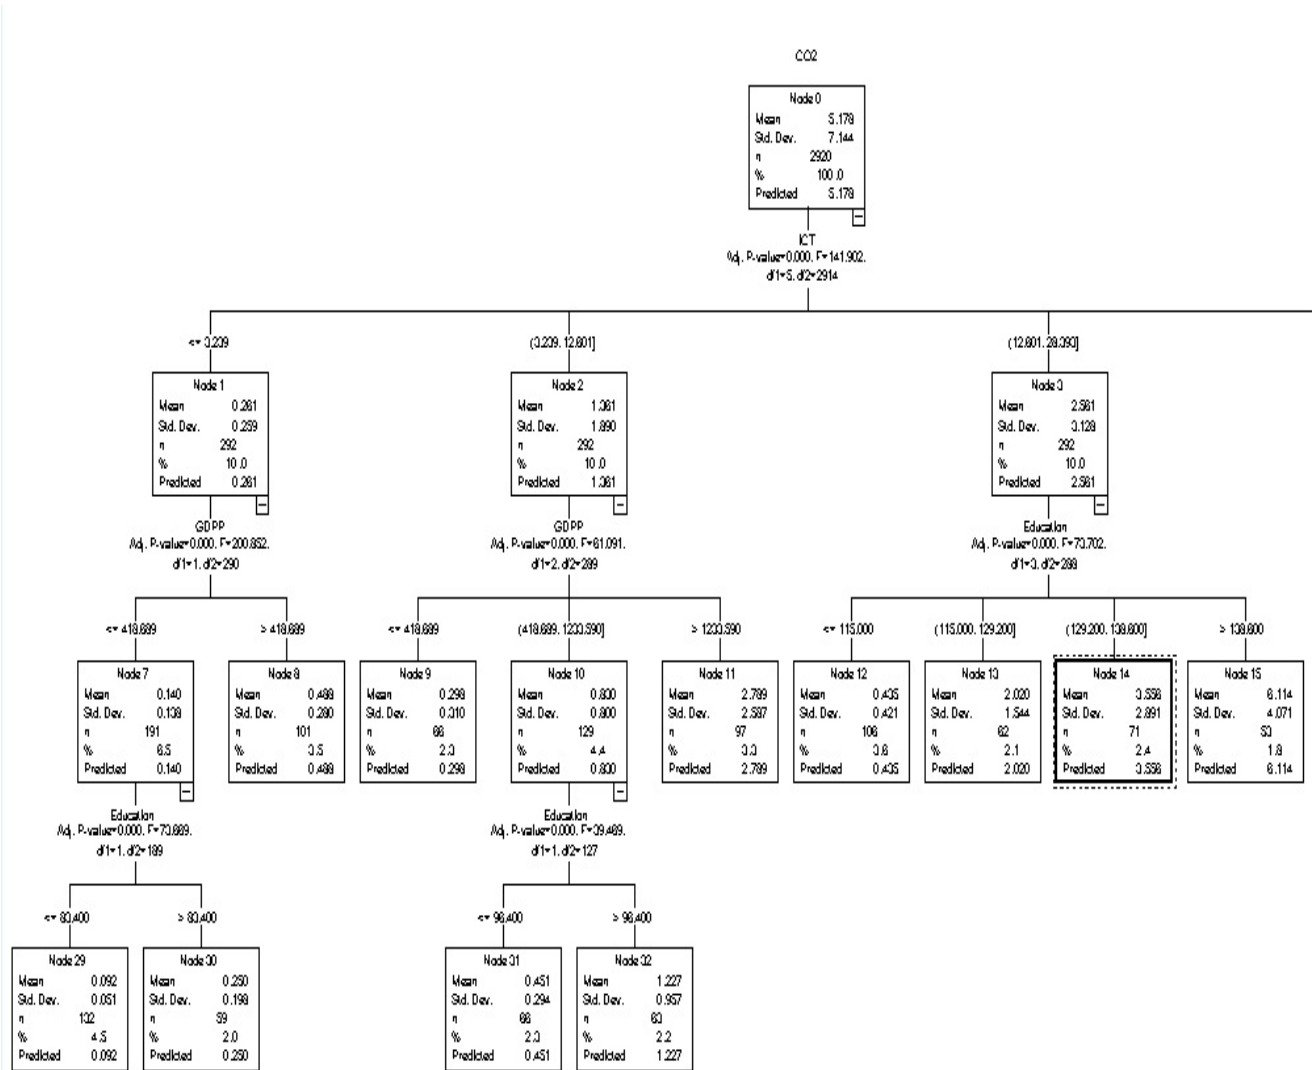 CO2
Node 0
Mean 5.178
Std. Dev. 7.144
n 2920
% 100.0
Predicted 5.178
ICT
Adj. P-value=0.000, F=141.902,
df1=5, df2=2914
<= 3.239
(3.239, 12.801]
(12.801, 28.390]
Node 1
Mean 0.261
Std. Dev. 0.259
n 292
% 10.0
Predicted 0.261
Node 2
Mean 1.361
Std. Dev. 1.890
n 292
% 10.0
Predicted 1.361
Node 3
Mean 2.561
Std. Dev. 3.128
n 292
% 10.0
Predicted 2.561
GDPP
Adj. P-value=0.000, F=200.852,
df1=1, df2=290
GDPP
Adj. P-value=0.000, F=61.091,
df1=2, df2=289
Education
Adj. P-value=0.000, F=73.702,
df1=3, df2=288
<= 418.689
> 418.689
<= 418.689
(418.689, 1233.590]
> 1233.590
<= 115.000
(115.000, 129.200]
(129.200, 138.600]
> 138.600
Node 7
Mean 0.140
Std. Dev. 0.138
n 191
% 6.5
Predicted 0.140
Node 8
Mean 0.488
Std. Dev. 0.280
n 101
% 3.5
Predicted 0.488
Node 9
Mean 0.298
Std. Dev. 0.310
n 66
% 2.3
Predicted 0.298
Node 10
Mean 0.830
Std. Dev. 0.800
n 129
% 4.4
Predicted 0.830
Node 11
Mean 2.789
Std. Dev. 2.587
n 97
% 3.3
Predicted 2.789
Node 12
Mean 0.435
Std. Dev. 0.421
n 106
% 3.6
Predicted 0.435
Node 13
Mean 2.020
Std. Dev. 1.544
n 62
% 2.1
Predicted 2.020
Node 14
Mean 3.558
Std. Dev. 2.891
n 71
% 2.4
Predicted 3.558
Node 15
Mean 6.114
Std. Dev. 4.071
n 53
% 1.8
Predicted 6.114
Education
Adj. P-value=0.000, F=73.889,
df1=1, df2=189
Education
Adj. P-value=0.000, F=39.489,
df1=1, df2=127
<= 83.400
> 83.400
<= 96.400
> 96.400
Node 29
Mean 0.092
Std. Dev. 0.051
n 132
% 4.5
Predicted 0.092
Node 30
Mean 0.250
Std. Dev. 0.198
n 59
% 2.0
Predicted 0.250
Node 31
Mean 0.451
Std. Dev. 0.294
n 66
% 2.3
Predicted 0.451
Node 32
Mean 1.227
Std. Dev. 0.957
n 63
% 2.2
Predicted 1.227